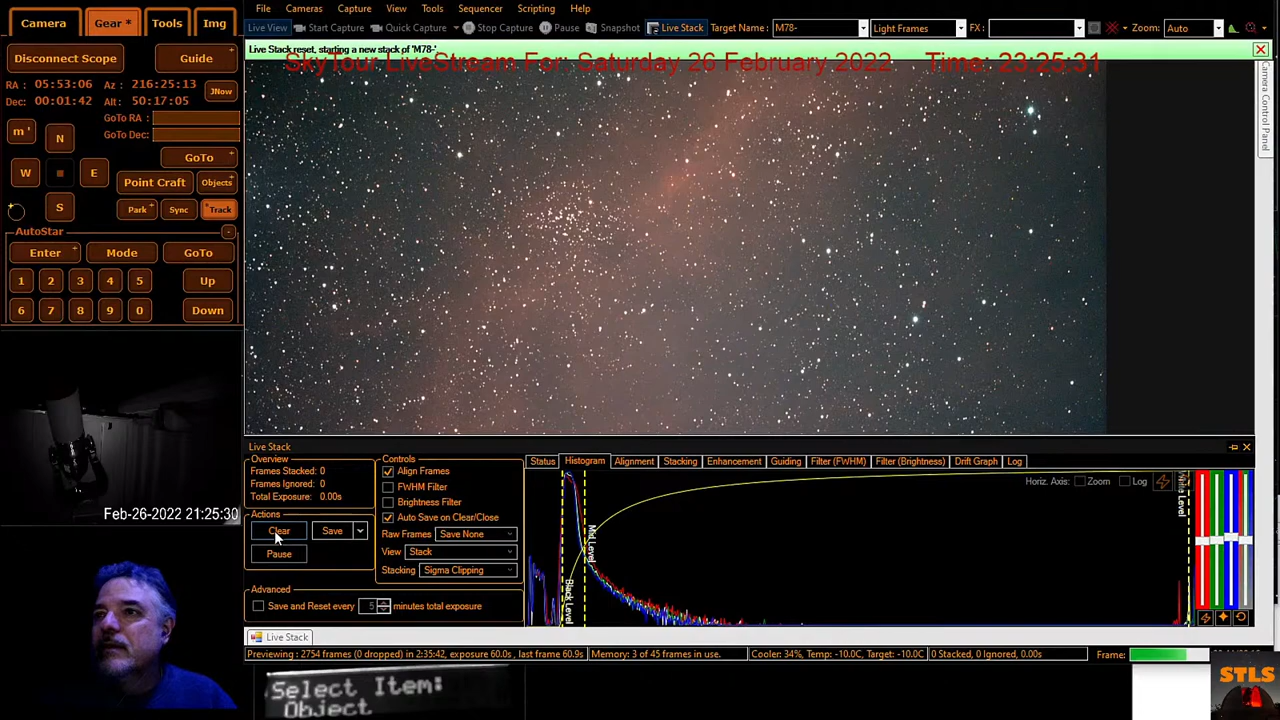 File Cameras Capture View Tools Sequencer Scripting Help
Camera Gear * Tools Img
Live View Start Capture Quick Capture Stop Capture Pause Snapshot Live Stack Target Name : M78- Light Frames FX : Zoom: Auto
Live Stack reset, starting a new stack of 'M78-'
SkyTour LiveStream For: Saturday 26 February 2022 Time: 23:25:31
Camera Control Panel
Disconnect Scope Guide
RA : 05:53:06 Az : 216:25:13 JNow
Dec: 00:01:42 Alt : 50:17:05
GoTo RA :
GoTo Dec:
m '
N
GoTo
W E
Point Craft Objects
S
Park Sync Track
AutoStar
Enter Mode GoTo
1 2 3 4 5 Up
6 7 8 9 0 Down
Feb-26-2022 21:25:30
Live Stack
Overview
Frames Stacked: 0
Frames Ignored: 0
Total Exposure: 0.00s
Actions
Clear Save
Pause
Controls
Align Frames
FWHM Filter
Brightness Filter
Auto Save on Clear/Close
Raw Frames Save None
View Stack
Stacking Sigma Clipping
Advanced
Save and Reset every 5 minutes total exposure
Status Histogram Alignment Stacking Enhancement Guiding Filter (FWHM) Filter (Brightness) Drift Graph Log
Horiz. Axis: Zoom Log
Black Level
Mid Level
White Level
Live Stack
Previewing : 2754 frames (0 dropped) in 2:35:42, exposure 60.0s , last frame 60.9s Memory: 3 of 45 frames in use. Cooler: 34%, Temp: -10.0C, Target: -10.0C 0 Stacked, 0 Ignored, 0.00s Frame:
Select Item:
Object
STLS